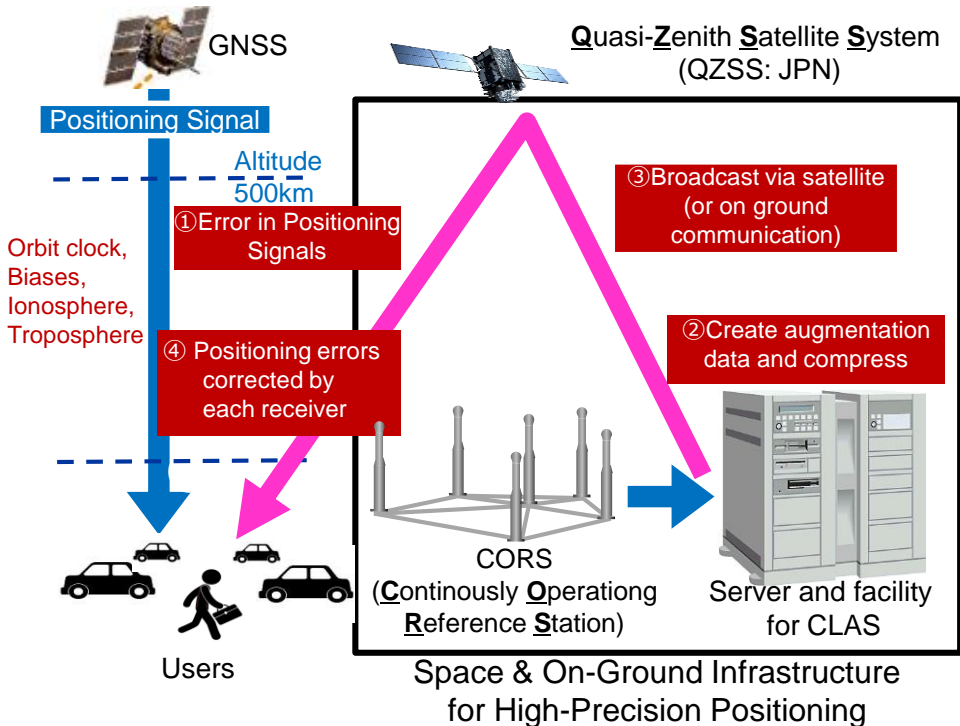 GNSS
Quasi-Zenith Satellite System
(QZSS: JPN)
Positioning Signal
Altitude
500km
①Error in Positioning
Signals
Orbit clock,
Biases,
Ionosphere,
Troposphere
③Broadcast via satellite
(or on ground
communication)
②Create augmentation
data and compress
④ Positioning errors
corrected by
each receiver
CORS
(Continously Operationg
Reference Station)
Server and facility
for CLAS
Users
Space & On-Ground Infrastructure
for High-Precision Positioning